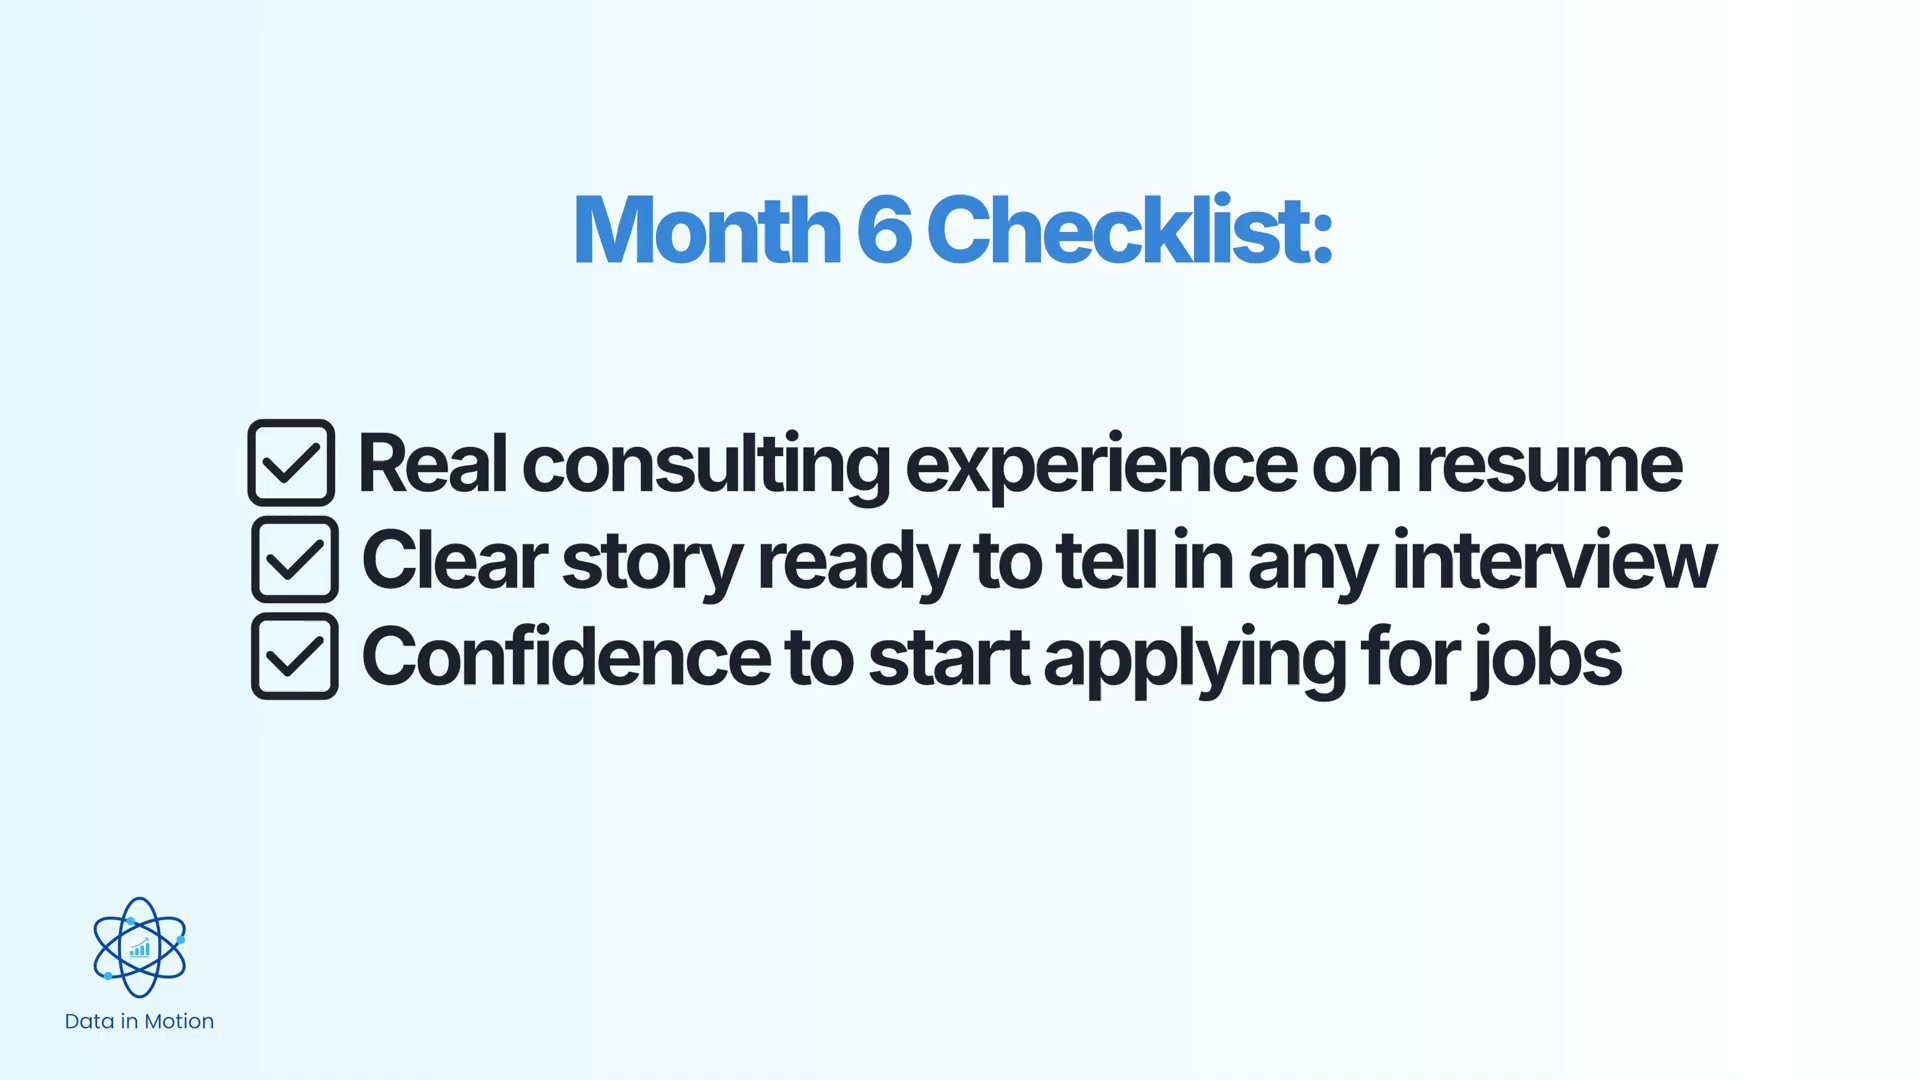 Month 6 Checklist:
Real consulting experience on resume
Clear story ready to tell in any interview
Confidence to start applying for jobs
Data in Motion